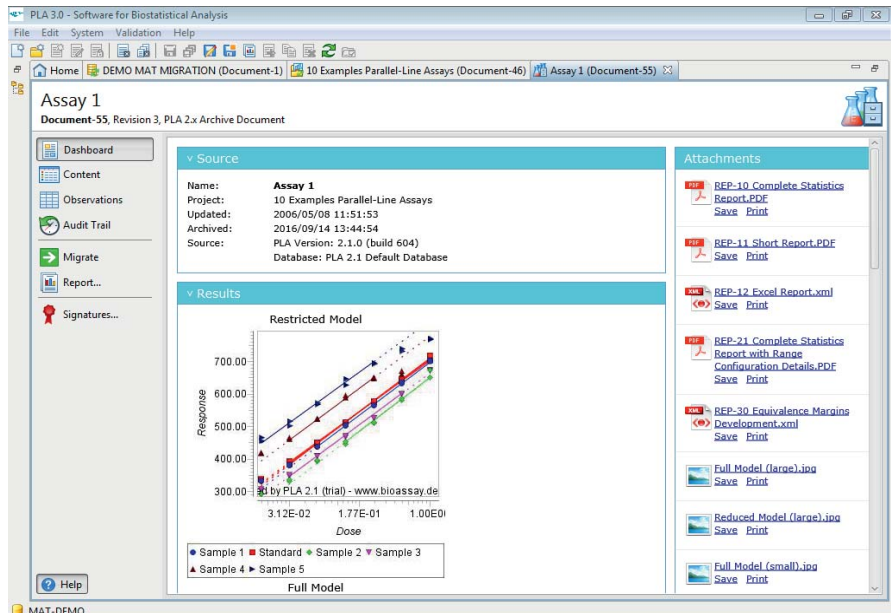 PLA 3.0 - Software for Biostatistical Analysis
File Edit System Validation Help
Home DEMO MAT MIGRATION (Document-1) 10 Examples Parallel-Line Assays (Document-46) Assay 1 (Document-55)
Assay 1
Document-55, Revision 3, PLA 2.x Archive Document
Dashboard
Content
Observations
Audit Trail
Migrate
Report...
Signatures...
Help
Source
Name: Assay 1
Project: 10 Examples Parallel-Line Assays
Updated: 2006/05/08 11:51:53
Archived: 2016/09/14 13:44:54
Source: PLA Version: 2.1.0 (build 604)
Database: PLA 2.1 Default Database
Results
Restricted Model
Response
700.00
600.00
500.00
400.00
300.00
d by PLA 2.1 (trial) - www.bioassay.de
3.12E-02 1.77E-01 1.00E0
Dose
Sample 1 Standard Sample 2 Sample 3
Sample 4 Sample 5
Full Model
Attachments
PDF
REP-10 Complete Statistics
Report.PDF
Save Print
PDF
REP-11 Short Report.PDF
Save Print
XML
REP-12 Excel Report.xml
Save Print
PDF
REP-21 Complete Statistics
Report with Range
Configuration Details.PDF
Save Print
XML
REP-30 Equivalence Margins
Development.xml
Save Print
Full Model (large).jpg
Save Print
Reduced Model (large).jpg
Save Print
Full Model (small).jpg
Save Print
MAT-DEMO